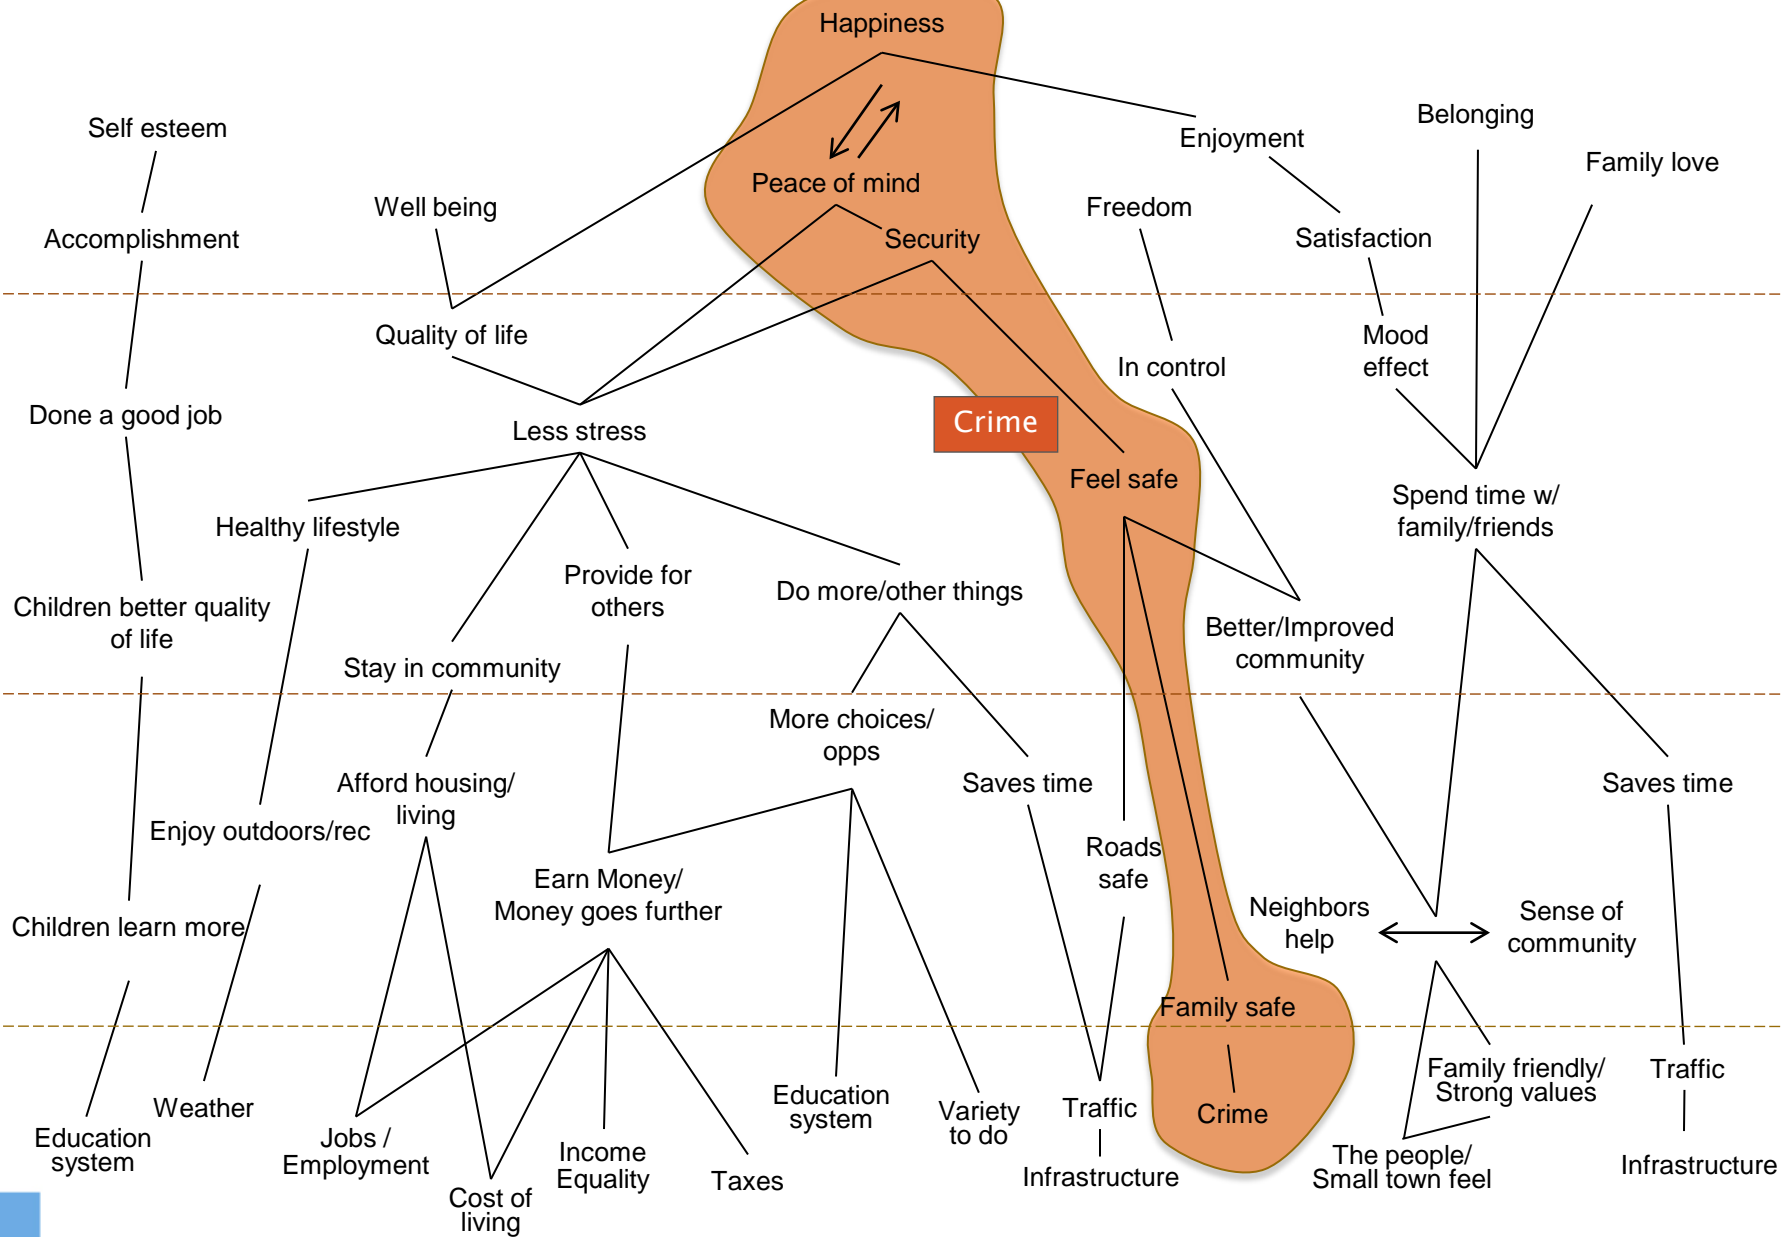 Happiness
Self esteem
Belonging
Enjoyment
Family love
Peace of mind
Well being
Freedom
Accomplishment
Security
Satisfaction
Quality of life
Mood
effect
In control
Done a good job
Crime
Less stress
Feel safe
Spend time w/
family/friends
Healthy lifestyle
Provide for
others
Do more/other things
Children better quality
of life
Better/Improved
community
Stay in community
More choices/
opps
Afford housing/
living
Saves time
Saves time
Enjoy outdoors/rec
Roads
safe
Earn Money/
Money goes further
Children learn more
Neighbors
help
Sense of
community
Family safe
Family friendly/
Strong values
Traffic
Weather
Education
system
Variety
to do
Traffic
Crime
Education
system
Jobs /
Employment
Income
Equality
Taxes
Infrastructure
The people/
Small town feel
Infrastructure
Cost of
living